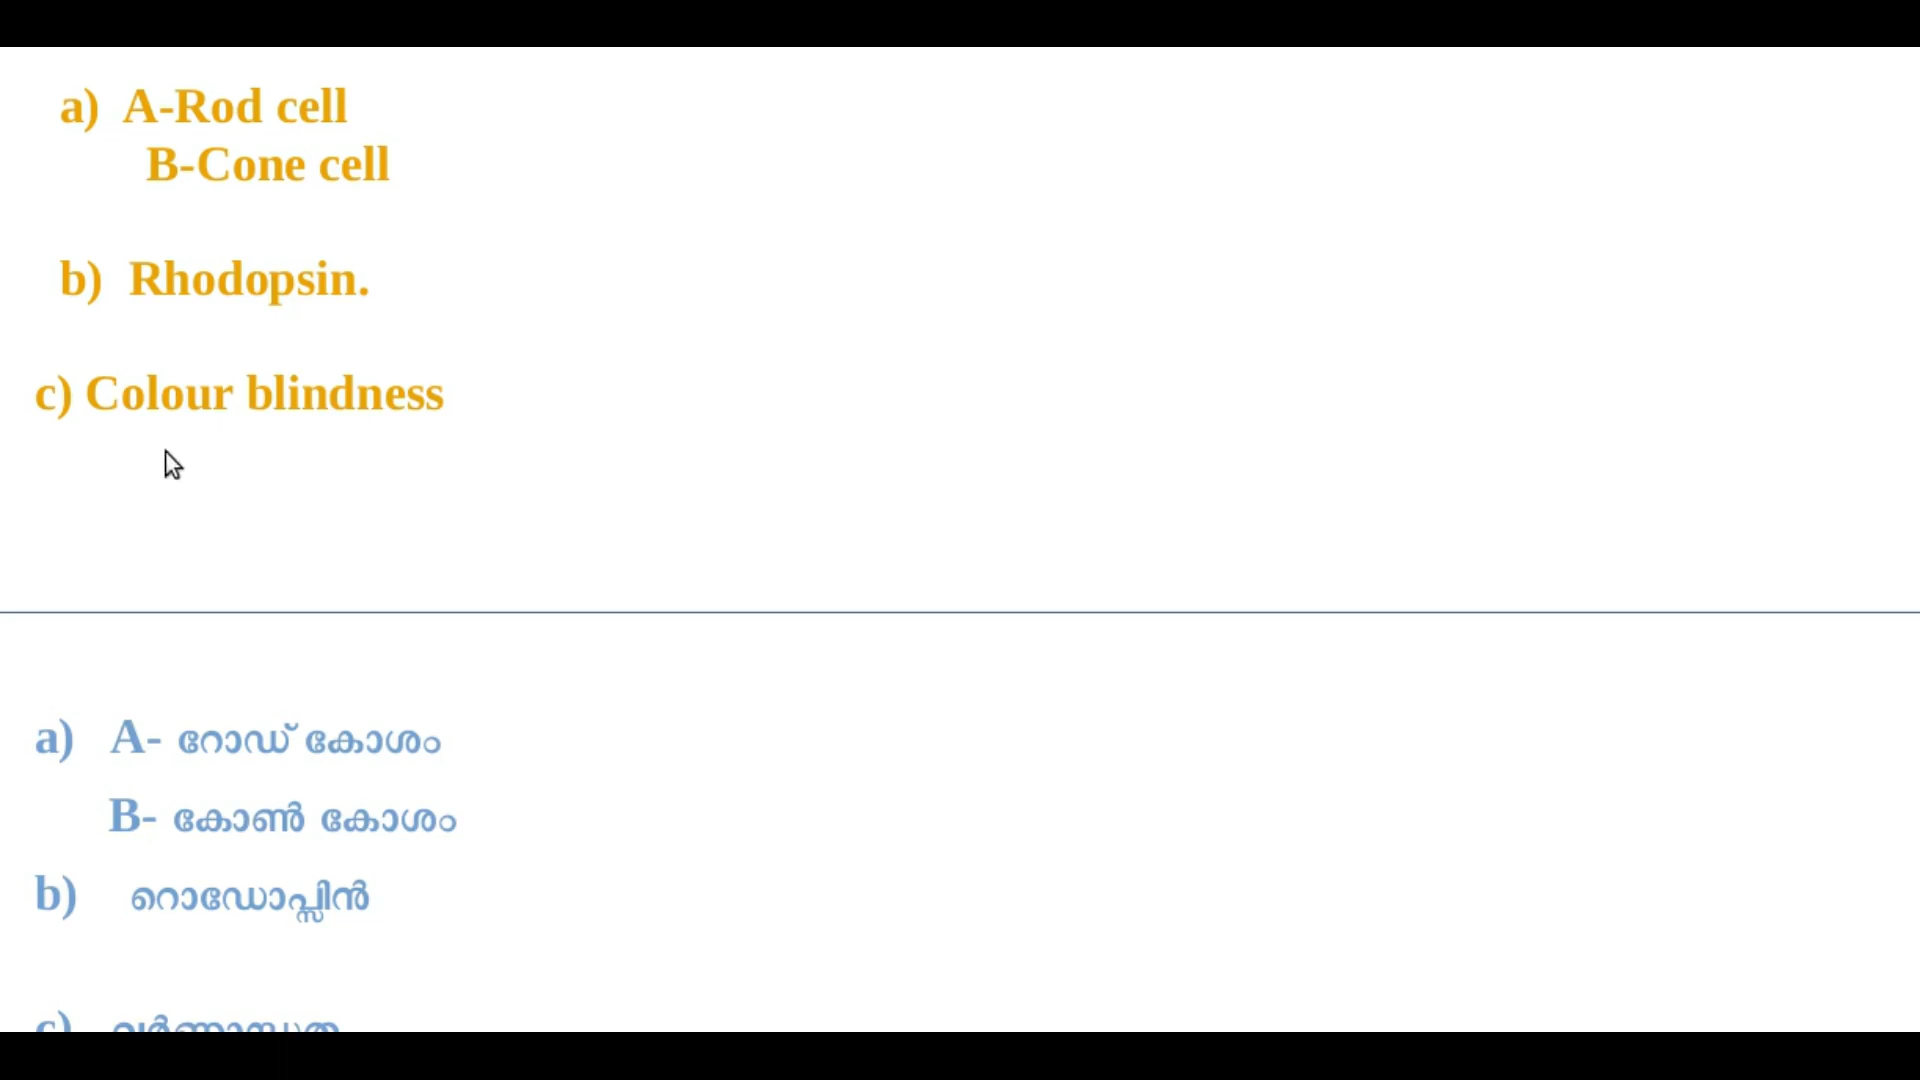 a) A-Rod cell
B-Cone cell
b) Rhodopsin.
c) Colour blindness
a) A- റോഡ് കോശം
B- കോൺ കോശം
b) റൊഡോപ്സിൻ
c)